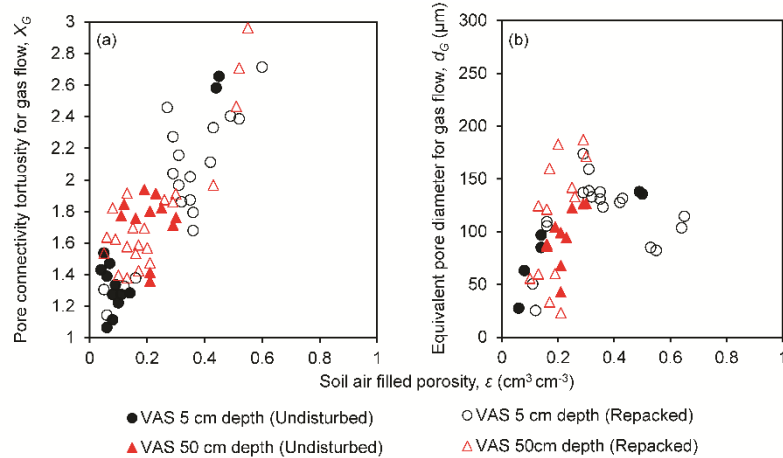 (a)
Pore connectivity tortuosity for gas flow, X_G
3
2.8
2.6
2.4
2.2
2
1.8
1.6
1.4
1.2
1
0 0.2 0.4 0.6 0.8 1
(b)
Equivalent pore diameter for gas flow, d_G (µm)
300
250
200
150
100
50
0
0 0.2 0.4 0.6 0.8 1
Soil air filled porosity, ε (cm³ cm⁻³)
VAS 5 cm depth (Undisturbed)
VAS 5 cm depth (Repacked)
VAS 50 cm depth (Undisturbed)
VAS 50cm depth (Repacked)